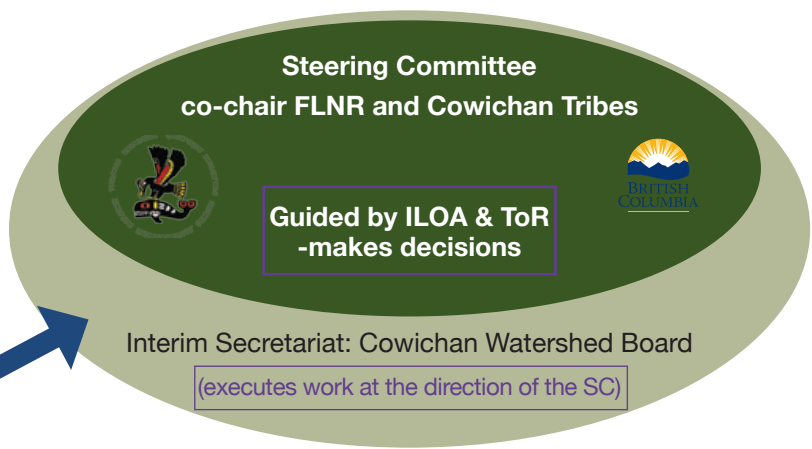 Steering Committee
co-chair FLNR and Cowichan Tribes
BRITISH
COLUMBIA
Guided by ILOA & ToR
-makes decisions
Interim Secretariat: Cowichan Watershed Board
(executes work at the direction of the SC)